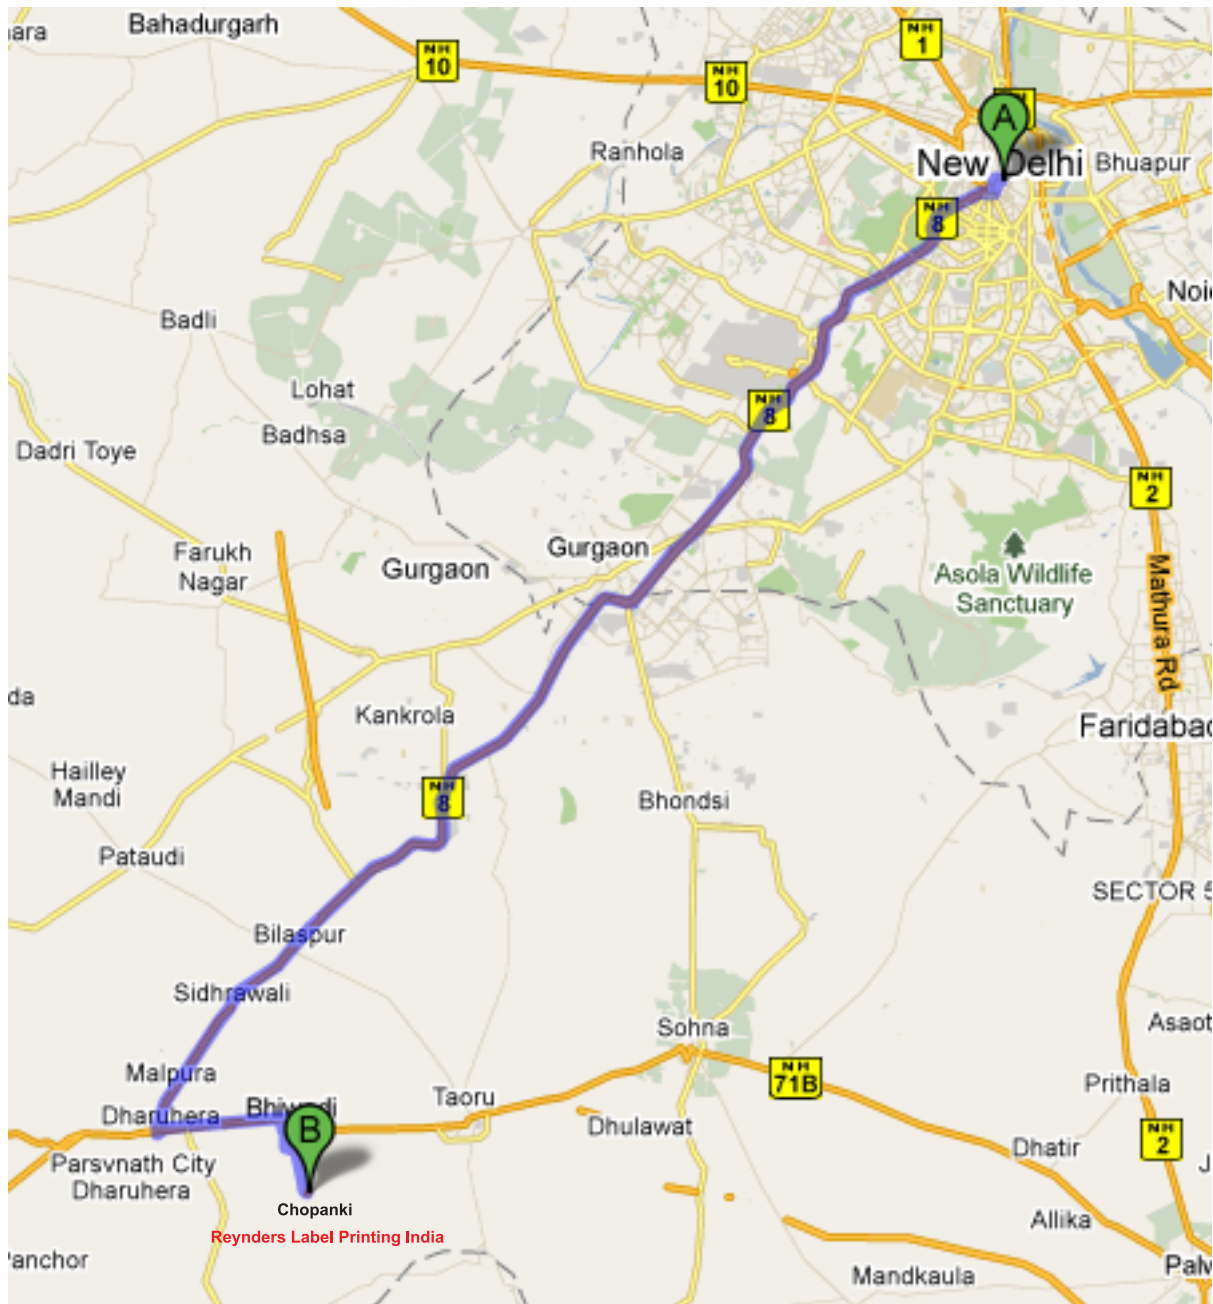 ara
Bahadurgarh
NH
1
NH
10
NH
10
A
Ranhola
New Delhi
Bhuapur
NH
8
Noi
Badli
Lohat
NH
8
Badhsa
Dadri Toye
NH
2
Farukh
Nagar
Gurgaon
Gurgaon
Asola Wildlife
Sanctuary
Mathura Rd
da
Kankrola
Faridabad
Hailley
Mandi
NH
8
Bhondsi
Pataudi
SECTOR 5
Bilaspur
Sidhrawali
Sohna
Asaot
Malpura
NH
71B
Prithala
Taoru
Dharuhera
Bhiwadi
B
Dhulawat
NH
2
Dhatir
Parsvnath City
Dharuhera
J
Chopanki
Allika
Reynders Label Printing India
Panchor
Mandkaula
Palw